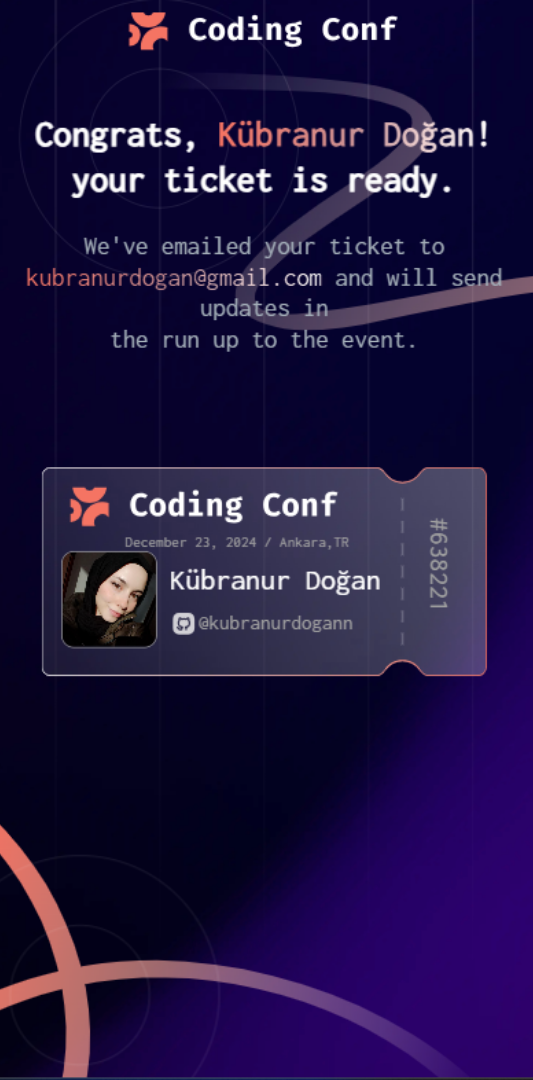 Coding Conf
Congrats, Kübranur Doğan!
your ticket is ready.
We've emailed your ticket to
kubranurdogan@gmail.com and will send
updates in
the run up to the event.
Coding Conf
December 23, 2024 / Ankara,TR
Kübranur Doğan
@kubranurdogann
#638221